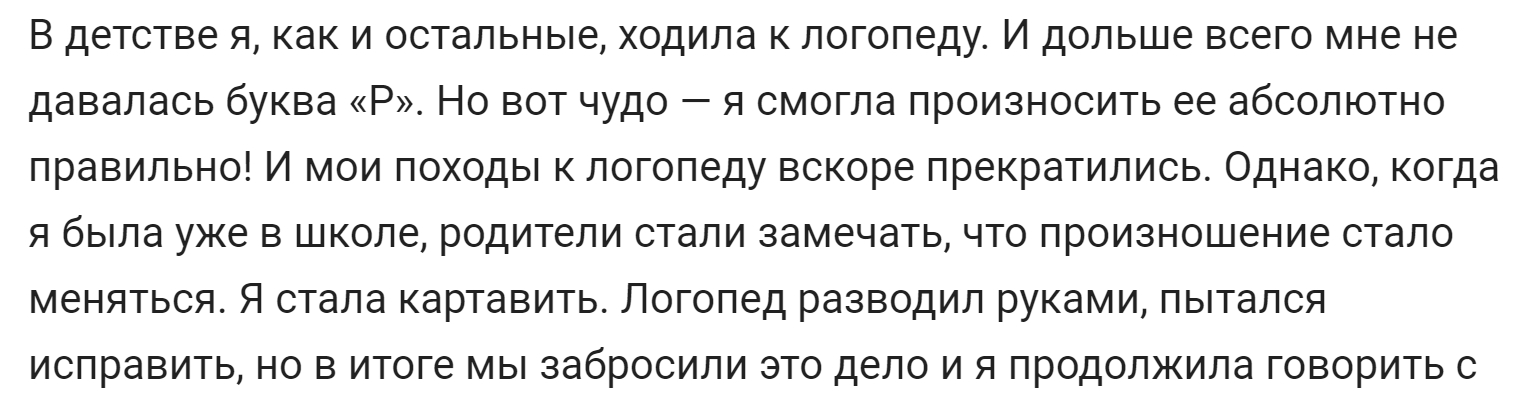 В детстве я, как и остальные, ходила к логопеду. И дольше всего мне не
давалась буква «Р». Но вот чудо — я смогла произносить ее абсолютно
правильно! И мои походы к логопеду вскоре прекратились. Однако, когда
я была уже в школе, родители стали замечать, что произношение стало
меняться. Я стала картавить. Логопед разводил руками, пытался
исправить, но в итоге мы забросили это дело и я продолжила говорить с